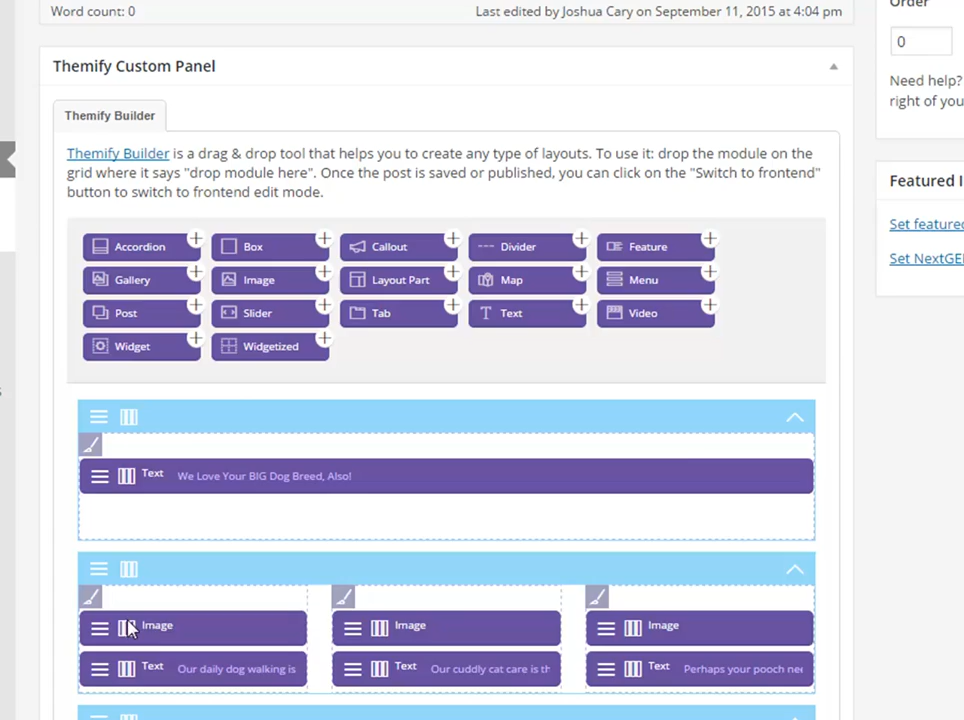 Word count: 0
Last edited by Joshua Cary on September 11, 2015 at 4:04 pm
Order
0
Need help?
right of you
Themify Custom Panel
Themify Builder
Themify Builder is a drag & drop tool that helps you to create any type of layouts. To use it: drop the module on the
grid where it says "drop module here". Once the post is saved or published, you can click on the "Switch to frontend"
button to switch to frontend edit mode.
Featured I
Set feature
Set NextGE
Accordion Box Callout Divider Feature
Gallery Image Layout Part Map Menu
Post Slider Tab Text Video
Widget Widgetized
Text We Love Your BIG Dog Breed, Also!
Image Image Image
Text Our daily dog walking is Text Our cuddly cat care is th Text Perhaps your pooch nee